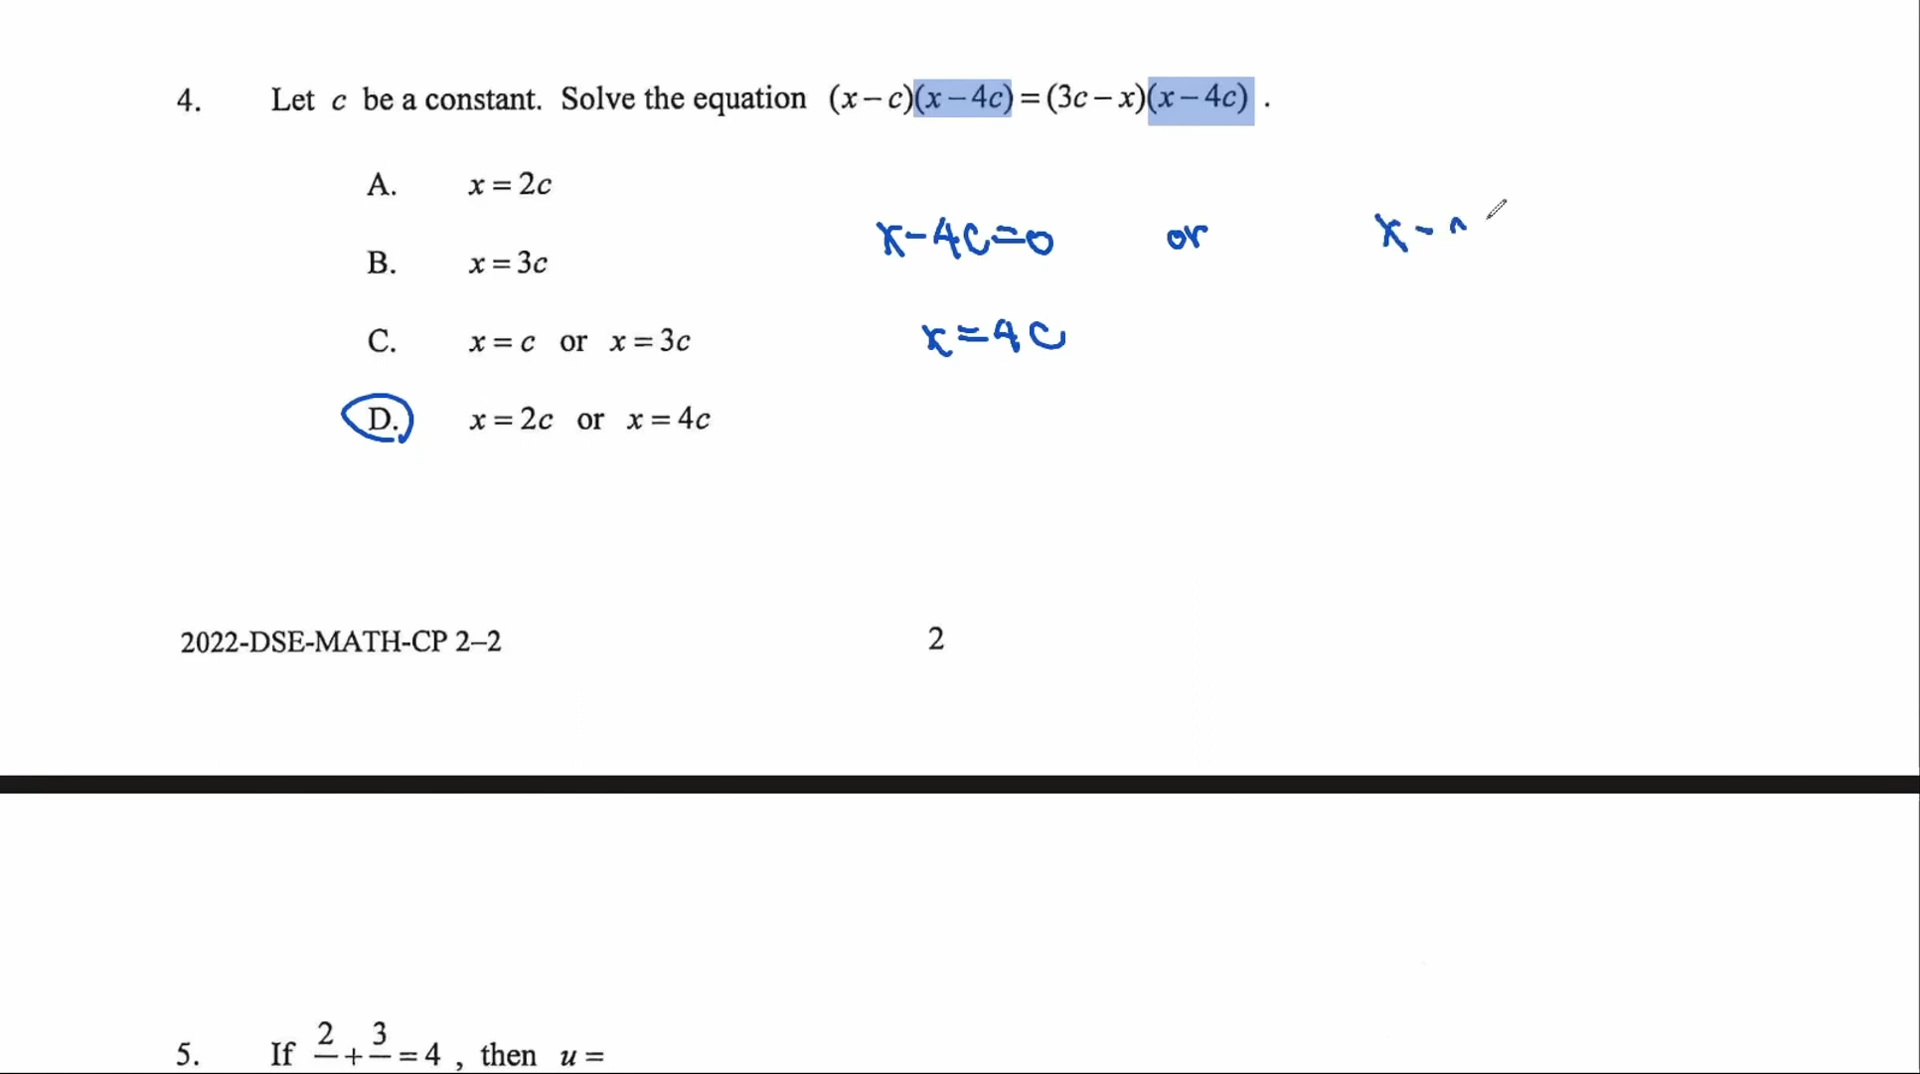 4. Let c be a constant. Solve the equation (x – c)(x – 4c) = (3c – x)(x – 4c) .
A. x = 2c
x – 4c = 0 or x –
B. x = 3c
C. x = c or x = 3c
x = 4c
D. x = 2c or x = 4c
2022-DSE-MATH-CP 2–2 2
5. If 2 + 3 = 4 , then u =